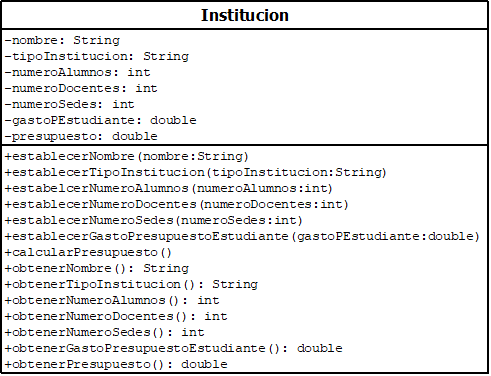 Institucion
-nombre: String
-tipoInstitucion: String
-numeroAlumnos: int
-numeroDocentes: int
-numeroSedes: int
-gastoPEstudiante: double
-presupuesto: double
+establecerNombre(nombre:String)
+establecerTipoInstitucion(tipoInstitucion:String)
+estabelcerNumeroAlumnos(numeroAlumnos:int)
+establecerNumeroDocentes(numeroDocentes:int)
+establecerNumeroSedes(numeroSedes:int)
+establecerGastoPresupuestoEstudiante(gastoPEstudiante:double)
+calcularPresupuesto()
+obtenerNombre(): String
+obtenerTipoInstitucion(): String
+obtenerNumeroAlumnos(): int
+obtenerNumeroDocentes(): int
+obtenerNumeroSedes(): int
+obtenerGastoPresupuestoEstudiante(): double
+obtenerPresupuesto(): double